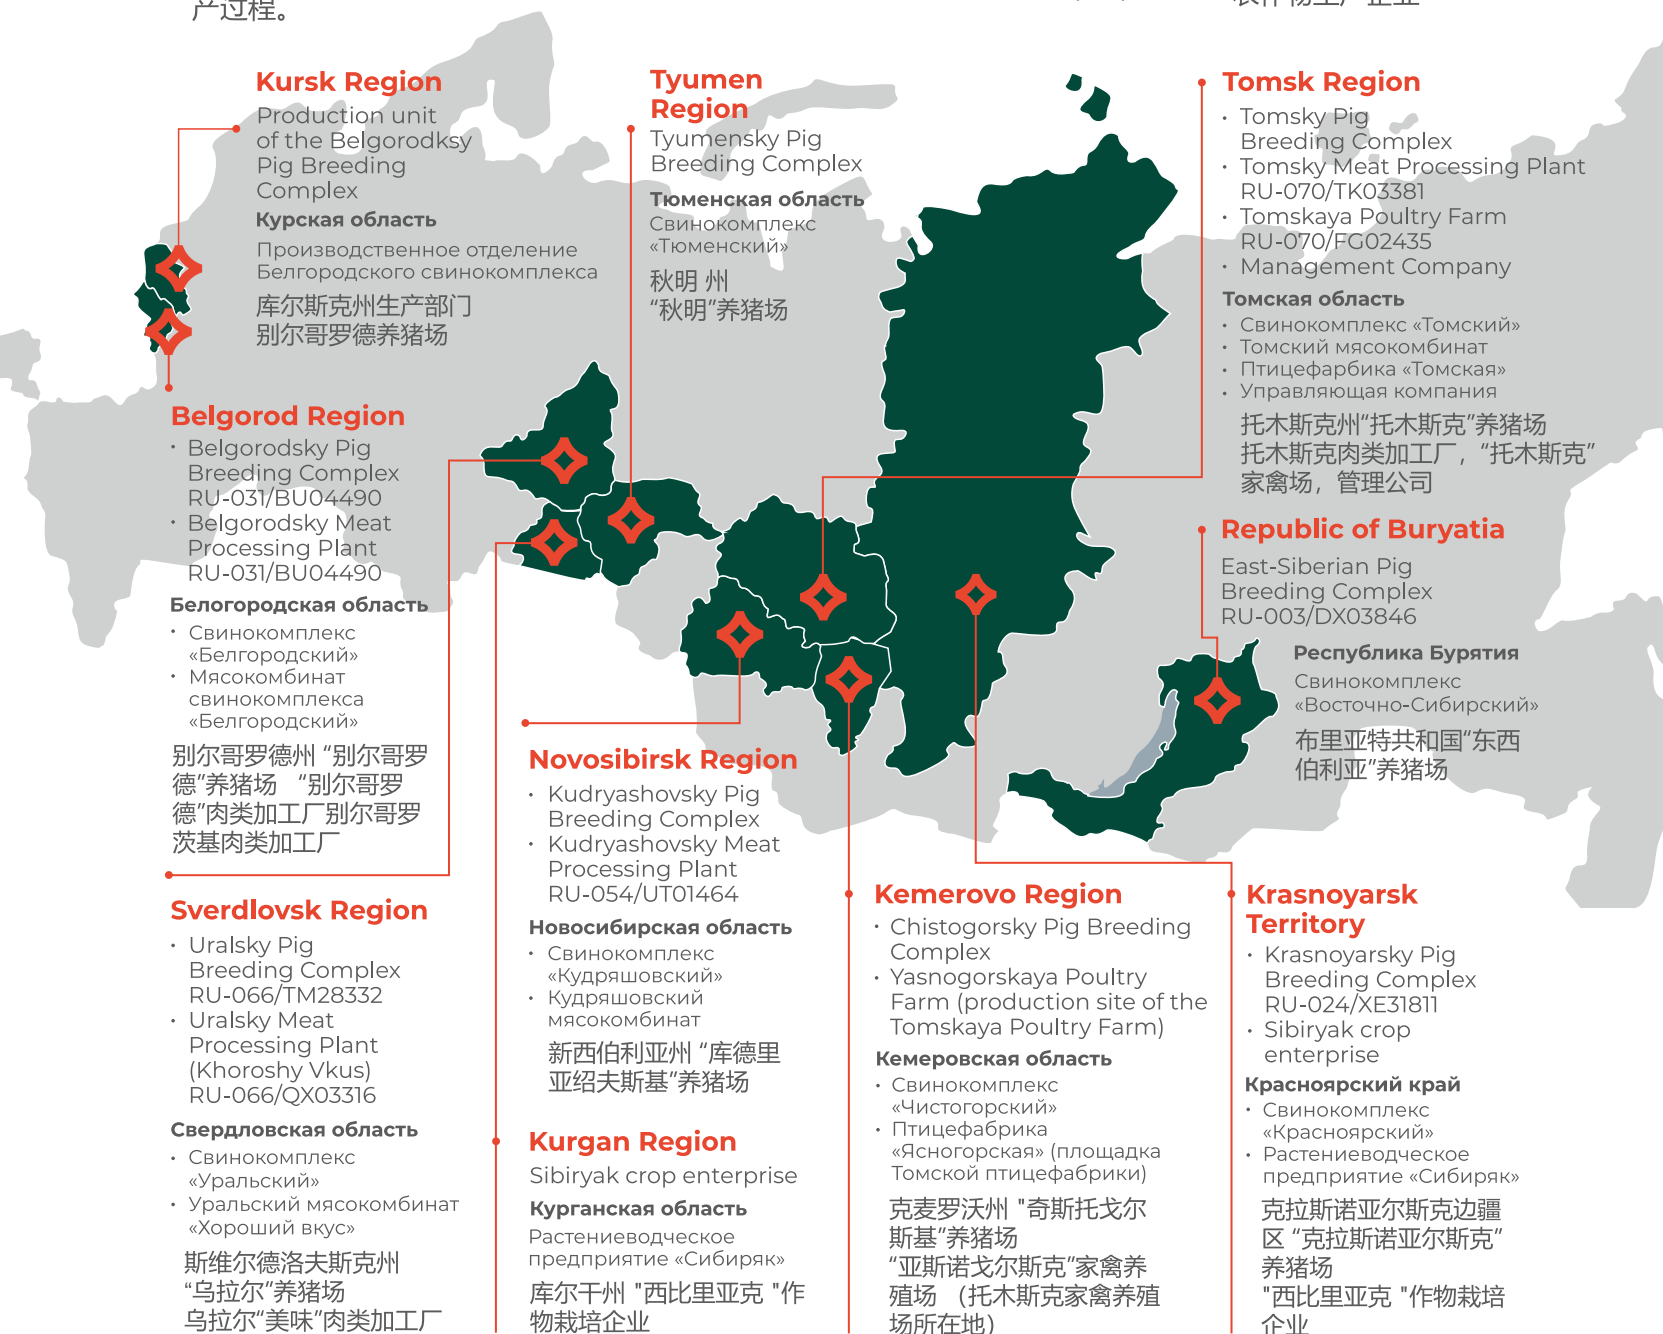 产过程。
Kursk Region
Production unit
of the Belgorodksy
Pig Breeding
Complex
Курская область
Производственное отделение
Белгородского свинокомплекса
库尔斯克州生产部门
别尔哥罗德养猪场
Tyumen
Region
Tyumensky Pig
Breeding Complex
Тюменская область
Свинокомплекс
«Тюменский»
秋明 州
“秋明”养猪场
Tomsk Region
· Tomsky Pig
Breeding Complex
· Tomsky Meat Processing Plant
RU-070/TK03381
· Tomskaya Poultry Farm
RU-070/FG02435
· Management Company
Томская область
· Свинокомплекс «Томский»
· Томский мясокомбинат
· Птицефарбика «Томская»
· Управляющая компания
托木斯克州“托木斯克”养猪场
托木斯克肉类加工厂，“托木斯克”
家禽场，管理公司
Belgorod Region
· Belgorodsky Pig
Breeding Complex
RU-031/BU04490
· Belgorodsky Meat
Processing Plant
RU-031/BU04490
Белогородская область
· Свинокомплекс
«Белгородский»
· Мясокомбинат
свинокомплекса
«Белгородский»
别尔哥罗德州 “别尔哥罗
德”养猪场 “别尔哥罗
德”肉类加工厂别尔哥罗
茨基肉类加工厂
Republic of Buryatia
East-Siberian Pig
Breeding Complex
RU-003/DX03846
Республика Бурятия
Свинокомплекс
«Восточно-Сибирский»
布里亚特共和国“东西
伯利亚”养猪场
Sverdlovsk Region
· Uralsky Pig
Breeding Complex
RU-066/TM28332
· Uralsky Meat
Processing Plant
(Khoroshy Vkus)
RU-066/QX03316
Свердловская область
· Свинокомплекс
«Уральский»
· Уральский мясокомбинат
«Хороший вкус»
斯维尔德洛夫斯克州
“乌拉尔”养猪场
乌拉尔“美味”肉类加工厂
Novosibirsk Region
· Kudryashovsky Pig
Breeding Complex
· Kudryashovsky Meat
Processing Plant
RU-054/UT01464
Новосибирская область
· Свинокомплекс
«Кудряшовский»
· Кудряшовский
мясокомбинат
新西伯利亚州 “库德里
亚绍夫斯基”养猪场
Kurgan Region
Sibiryak crop enterprise
Курганская область
Растениеводческое
предприятие «Сибиряк»
库尔干州 "西比里亚克 "作
物栽培企业
Kemerovo Region
· Chistogorsky Pig Breeding
Complex
· Yasnogorskaya Poultry
Farm (production site of the
Tomskaya Poultry Farm)
Кемеровская область
· Свинокомплекс
«Чистогорский»
· Птицефабрика
«Ясногорская» (площадка
Томской птицефабрики)
克麦罗沃州 "奇斯托戈尔
斯基”养猪场
“亚斯诺戈尔斯克”家禽养
殖场 （托木斯克家禽养殖
场所在地）
Krasnoyarsk
Territory
· Krasnoyarsky Pig
Breeding Complex
RU-024/XE31811
· Sibiryak crop
enterprise
Красноярский край
· Свинокомплекс
«Красноярский»
· Растениеводческое
предприятие «Сибиряк»
克拉斯诺亚尔斯克边疆
区 “克拉斯诺亚尔斯克”
养猪场
"西比里亚克 "作物栽培
企业